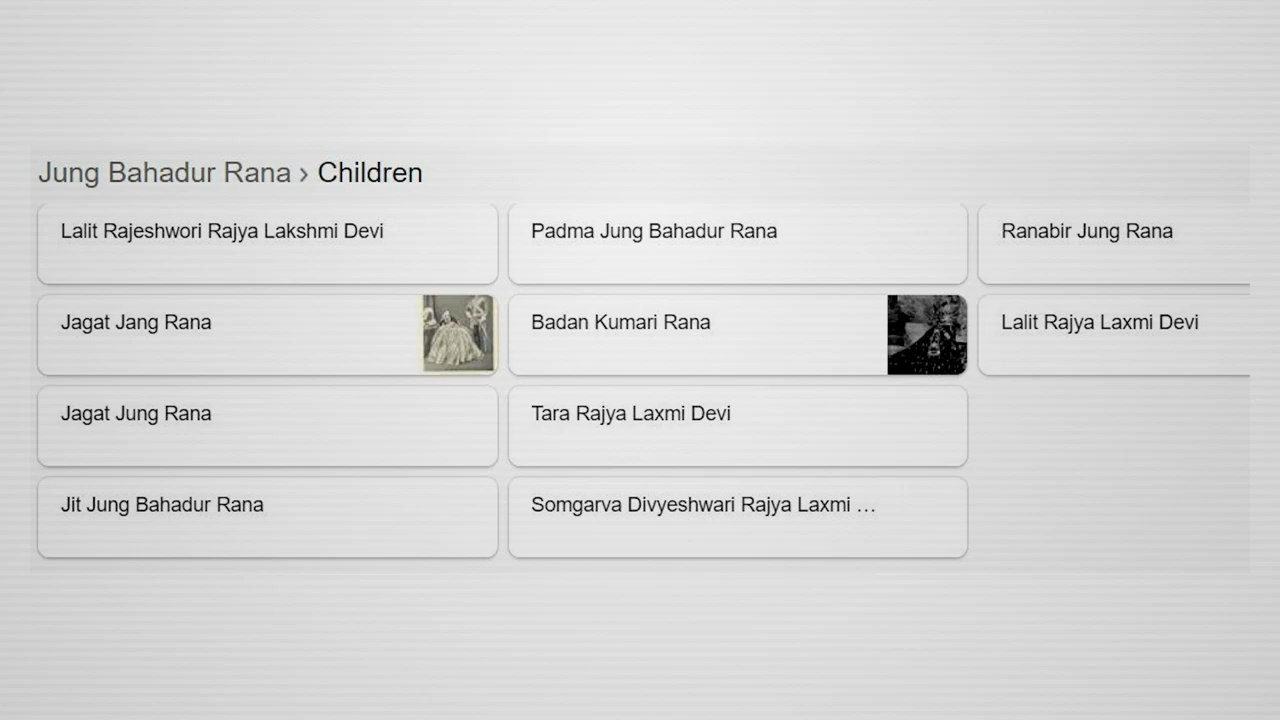 Jung Bahadur Rana › Children
Lalit Rajeshwori Rajya Lakshmi Devi
Padma Jung Bahadur Rana
Ranabir Jung Rana
Jagat Jang Rana
Badan Kumari Rana
Lalit Rajya Laxmi Devi
Jagat Jung Rana
Tara Rajya Laxmi Devi
Jit Jung Bahadur Rana
Somgarva Divyeshwari Rajya Laxmi …